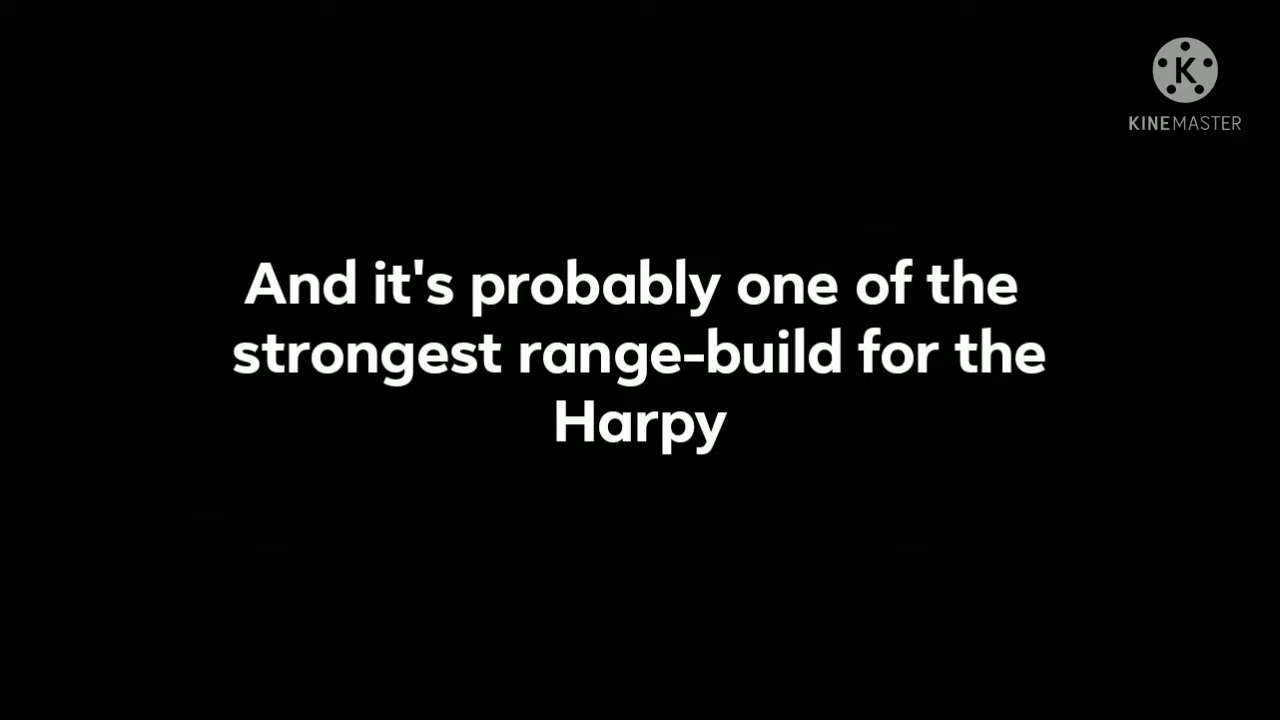 K
KINEMASTER
And it's probably one of the
strongest range-build for the
Harpy